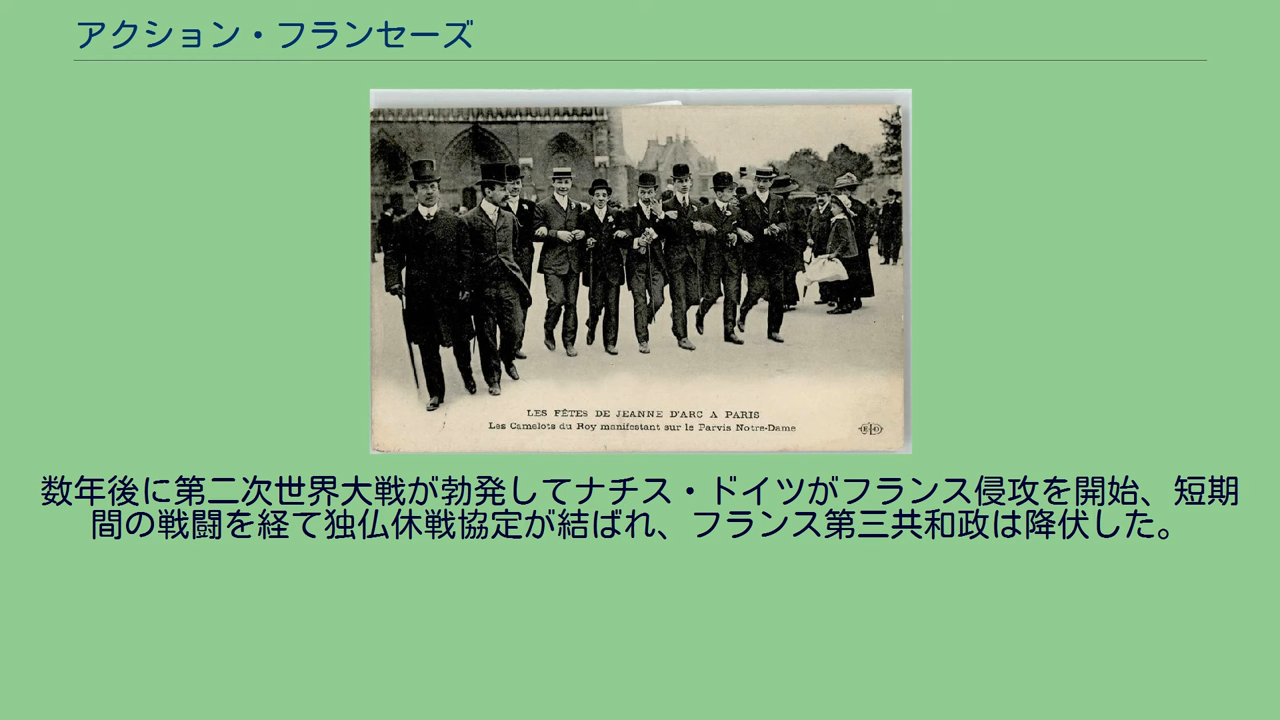 アクション・フランセーズ
LES FÊTES DE JEANNE D'ARC A PARIS
Les Camelots du Roy manifestant sur le Parvis Notre-Dame
ELD
数年後に第二次世界大戦が勃発してナチス・ドイツがフランス侵攻を開始、短期
間の戦闘を経て独仏休戦協定が結ばれ、フランス第三共和政は降伏した。